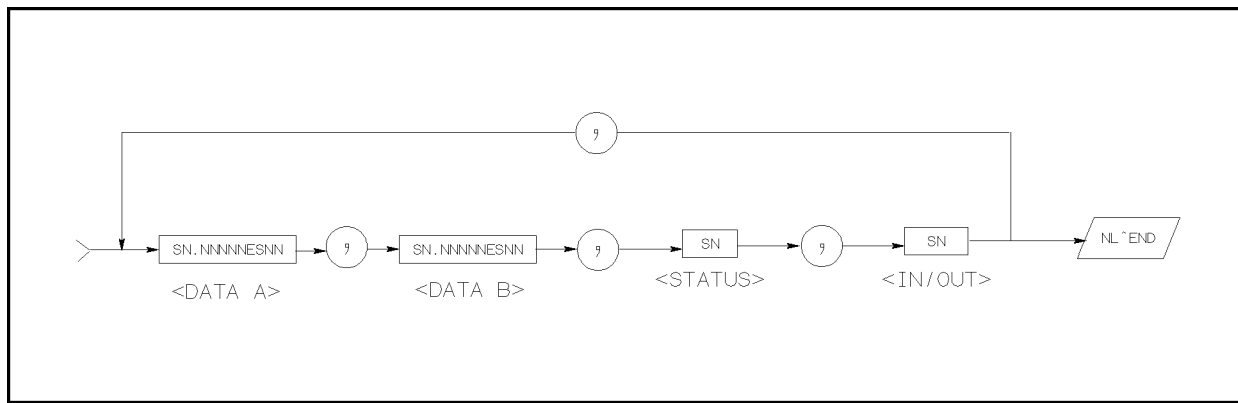 ,
SN.NNNNNESNN , SN.NNNNNESNN , SN , SN NL^END
<DATA A> <DATA B> <STATUS> <IN/OUT>